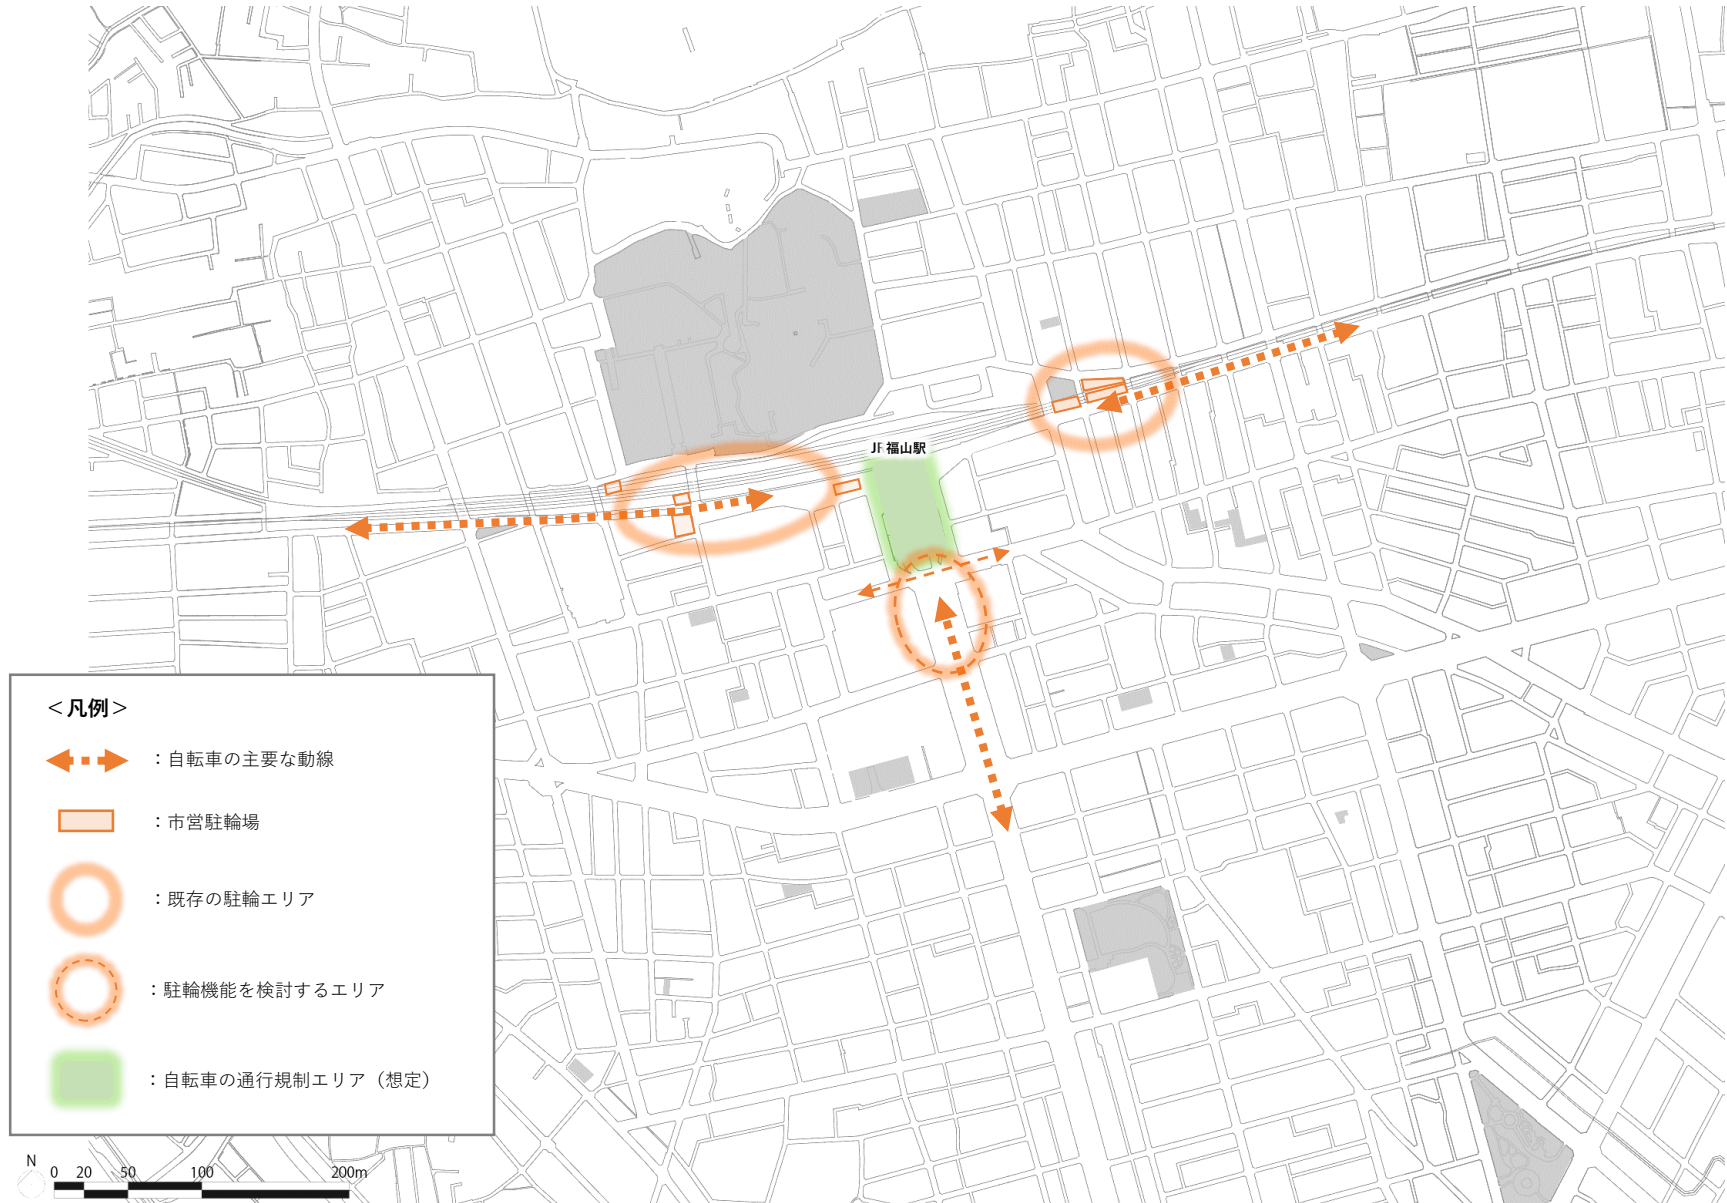 JR福山駅
＜凡例＞
：自転車の主要な動線
：市営駐輪場
：既存の駐輪エリア
：駐輪機能を検討するエリア
：自転車の通行規制エリア（想定）
N
0 20 50 100 200m